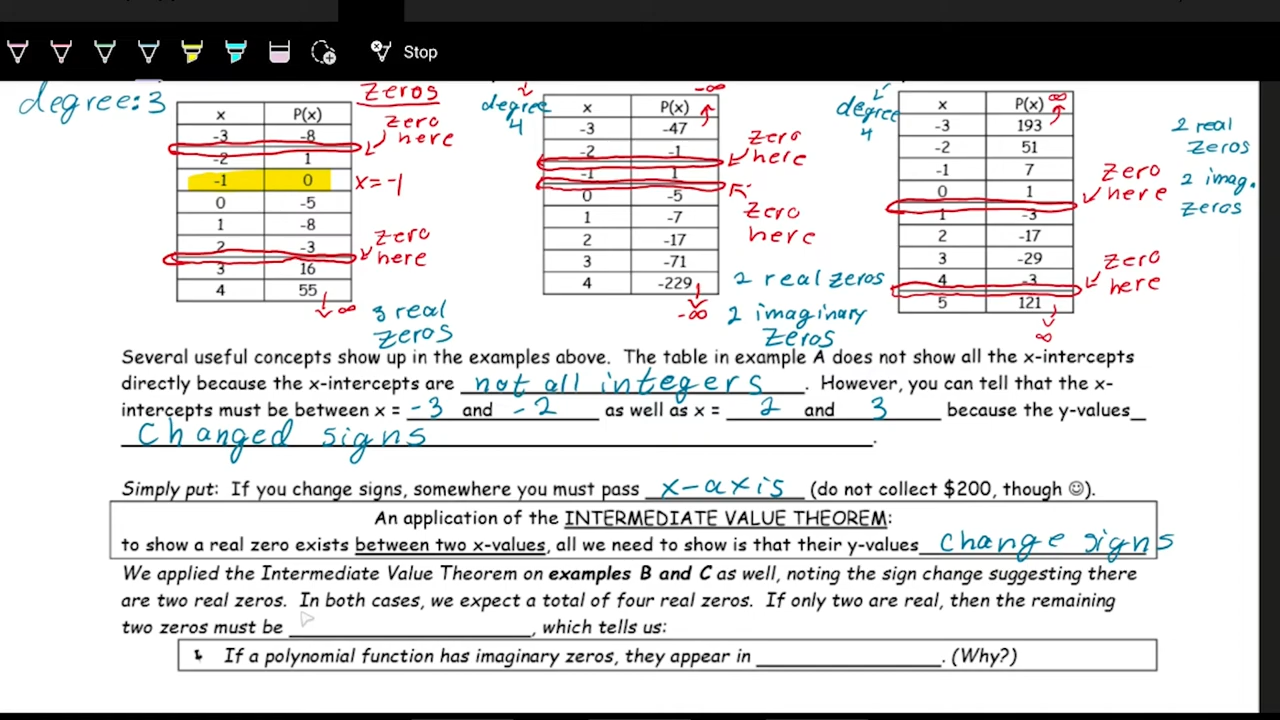 Stop
degree: 3
zeros
x P(x)
-3 -8
-2 1
-1 0
0 -5
1 -8
2 -3
3 16
4 55
zero
here
x = -1
zero
here
∞
3 real
zeros
degree
4
-∞
x P(x)
-3 -47
-2 -1
-1 1
0 -5
1 -7
2 -17
3 -71
4 -229
zero
here
zero
here
-∞
2 real zeros
2 imaginary
zeros
degree
4
x P(x) ∞
-3 193
-2 51
-1 7
0 1
1 -3
2 -17
3 -29
4 -3
5 121
zero
here
zero
here
∞
2 real
zeros
2 imag.
zeros
Several useful concepts show up in the examples above. The table in example A does not show all the x-intercepts
directly because the x-intercepts are not all integers. However, you can tell that the x-
intercepts must be between x = -3 and -2 as well as x = 2 and 3 because the y-values
changed signs.
Simply put: If you change signs, somewhere you must pass x-axis (do not collect $200, though ☺).
An application of the INTERMEDIATE VALUE THEOREM:
to show a real zero exists between two x-values, all we need to show is that their y-values change signs
We applied the Intermediate Value Theorem on examples B and C as well, noting the sign change suggesting there
are two real zeros. In both cases, we expect a total of four real zeros. If only two are real, then the remaining
two zeros must be ____, which tells us:
If a polynomial function has imaginary zeros, they appear in ____. (Why?)